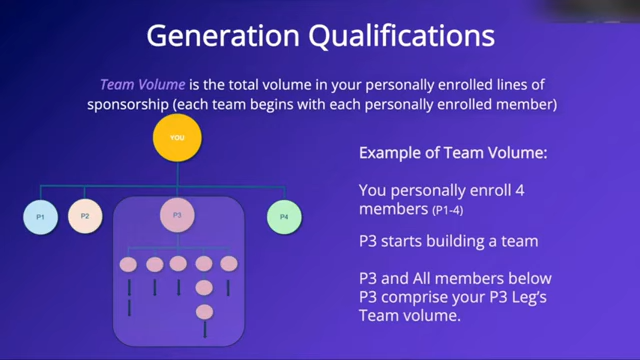 Generation Qualifications
Team Volume is the total volume in your personally enrolled lines of
sponsorship (each team begins with each personally enrolled member)
YOU
P1
P2
P3
P4
Example of Team Volume:
You personally enroll 4
members (P1-4)
P3 starts building a team
P3 and All members below
P3 comprise your P3 Leg's
Team volume.